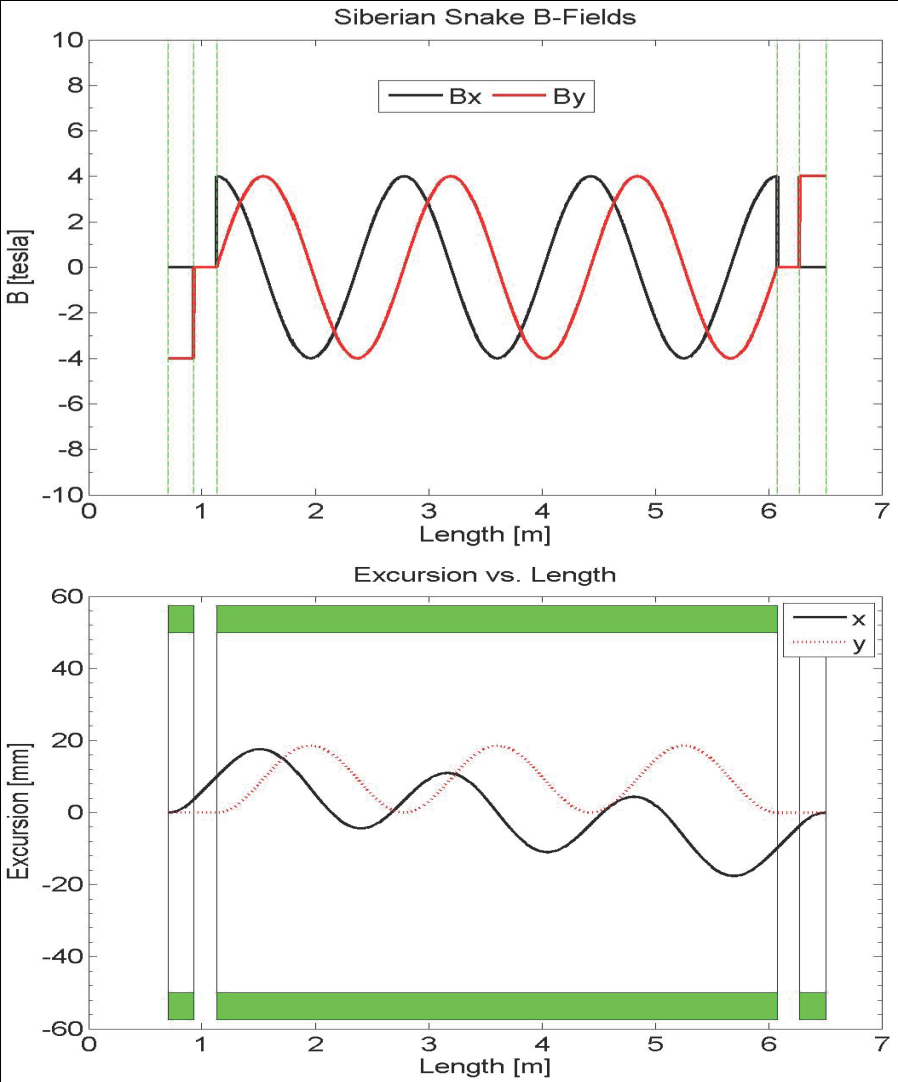 Siberian Snake B-Fields
10
8
6
4
2
0
-2
-4
-6
-8
-10
B [tesla]
Bx By
0 1 2 3 4 5 6 7
Length [m]
Excursion vs. Length
60
40
20
0
-20
-40
-60
Excursion [mm]
x
y
0 1 2 3 4 5 6 7
Length [m]